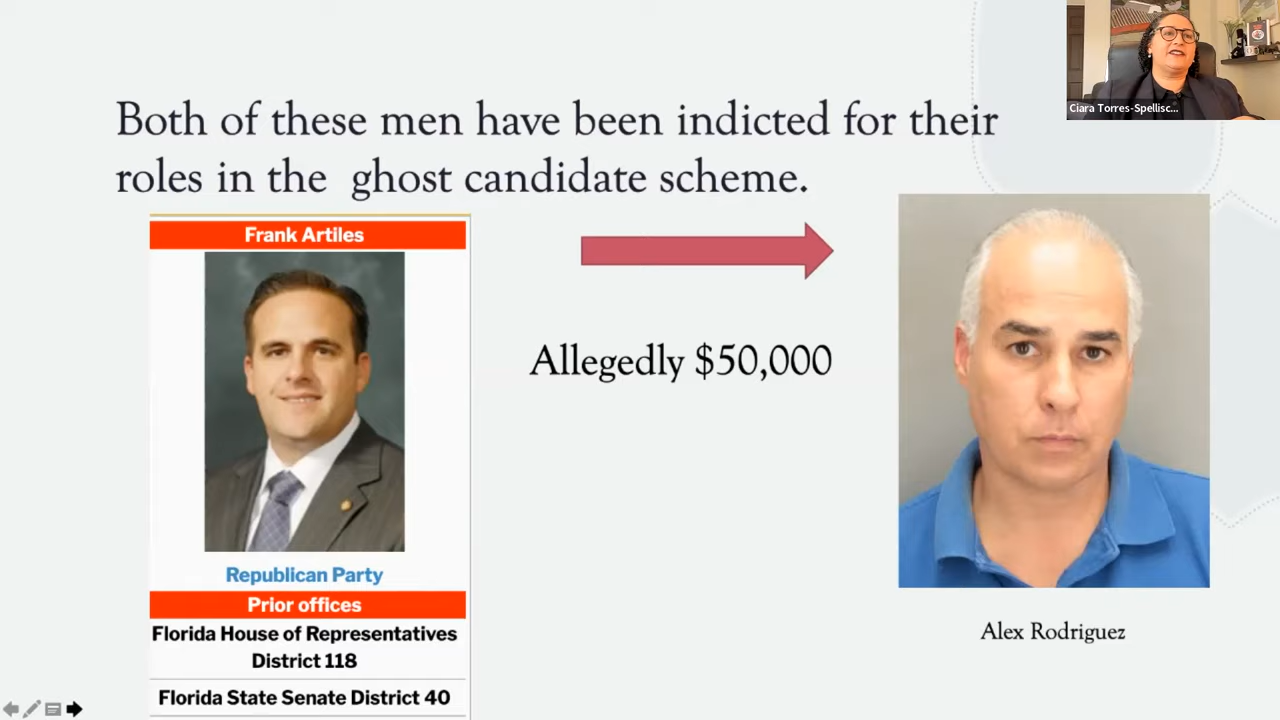 Ciara Torres-Spellisc...
Both of these men have been indicted for their
roles in the ghost candidate scheme.
Frank Artiles
Allegedly $50,000
Republican Party
Prior offices
Florida House of Representatives
District 118
Florida State Senate District 40
Alex Rodriguez